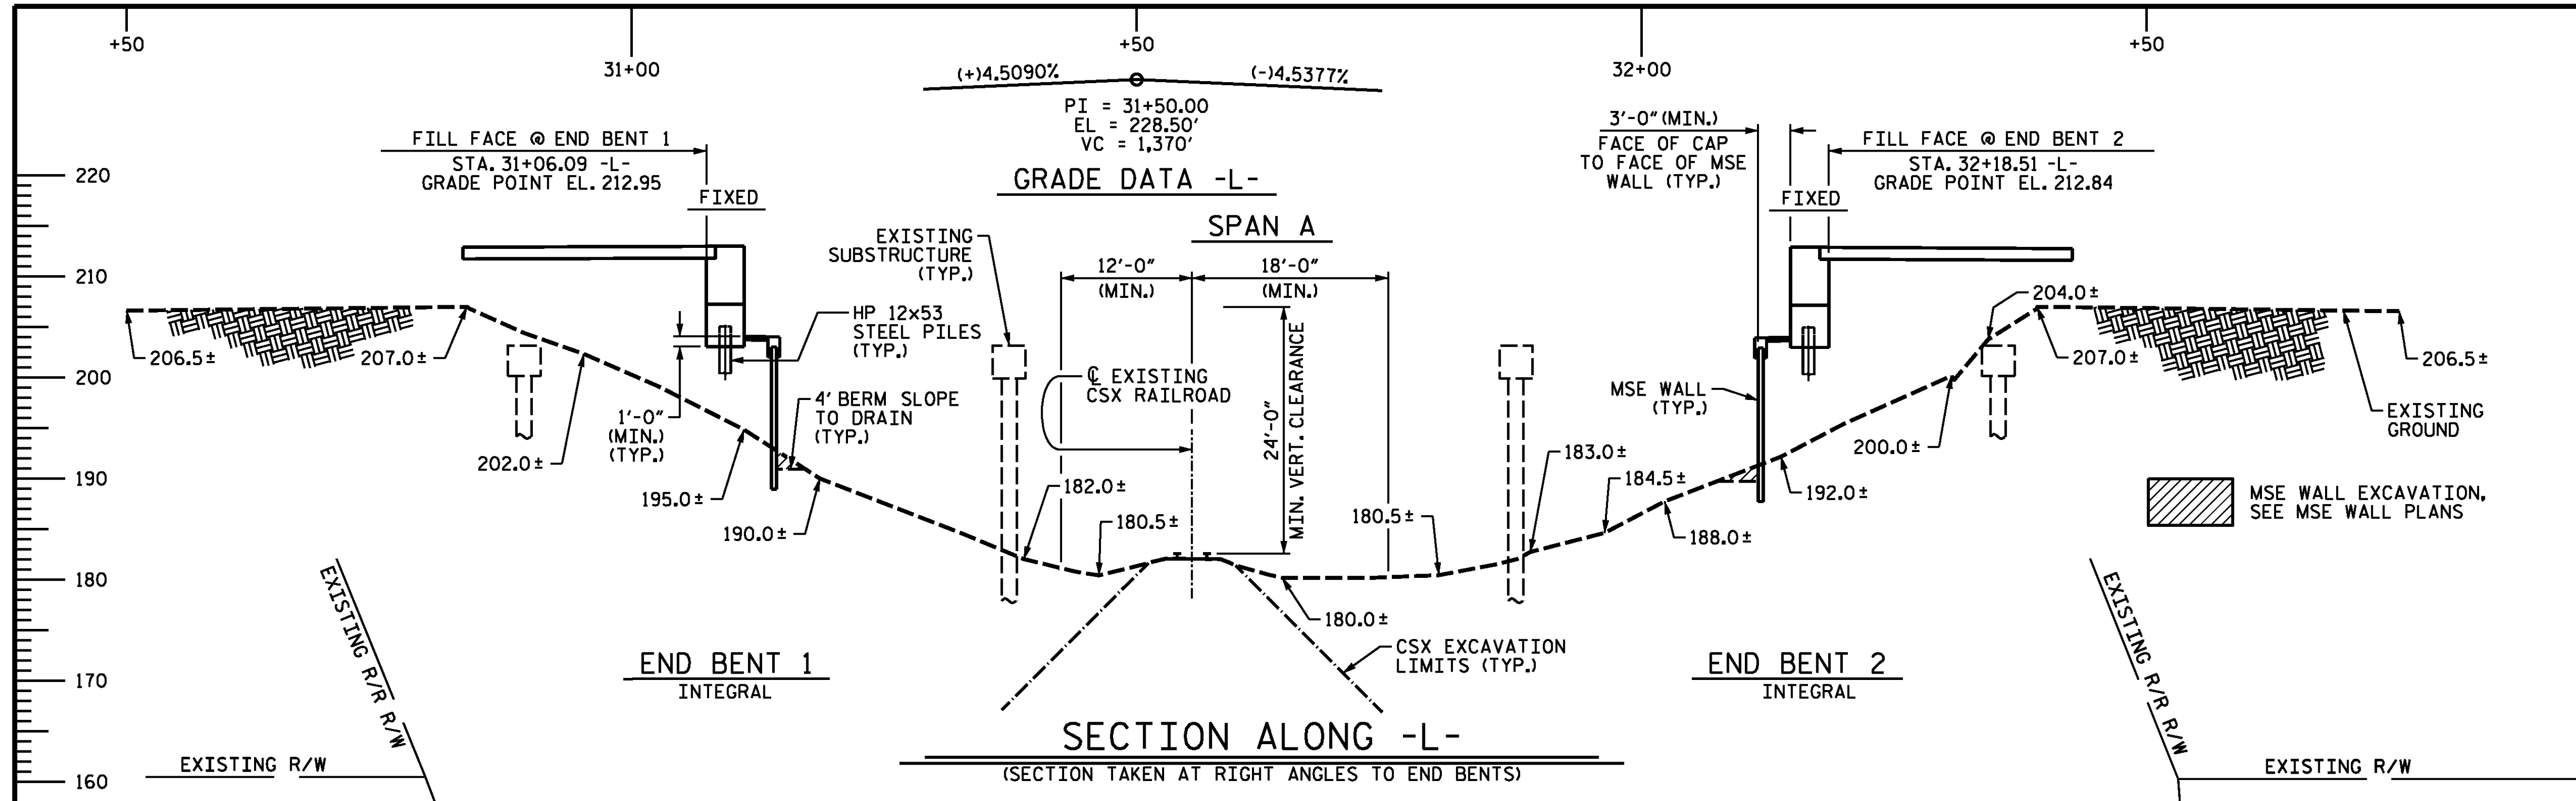 +50
31+00
+50
32+00
+50
(+)4.5090%
(-)4.5377%
PI = 31+50.00
EL = 228.50'
VC = 1,370'
GRADE DATA -L-
FILL FACE @ END BENT 1
STA. 31+06.09 -L-
GRADE POINT EL. 212.95
FIXED
3'-0" (MIN.)
FACE OF CAP
TO FACE OF MSE
WALL (TYP.)
FILL FACE @ END BENT 2
STA. 32+18.51 -L-
GRADE POINT EL. 212.84
FIXED
220
210
200
190
180
170
160
SPAN A
EXISTING
SUBSTRUCTURE
(TYP.)
12'-0"
(MIN.)
18'-0"
(MIN.)
HP 12x53
STEEL PILES
(TYP.)
℄ EXISTING
CSX RAILROAD
24'-0"
MIN. VERT. CLEARANCE
206.5±
207.0±
202.0±
1'-0"
(MIN.)
(TYP.)
4' BERM SLOPE
TO DRAIN
(TYP.)
195.0±
190.0±
182.0±
180.5±
180.5±
180.0±
183.0±
184.5±
188.0±
192.0±
MSE WALL
(TYP.)
200.0±
204.0±
207.0±
206.5±
EXISTING
GROUND
MSE WALL EXCAVATION,
SEE MSE WALL PLANS
EXISTING R/R R/W
EXISTING R/W
END BENT 1
INTEGRAL
CSX EXCAVATION
LIMITS (TYP.)
END BENT 2
INTEGRAL
EXISTING R/R R/W
EXISTING R/W
SECTION ALONG -L-
(SECTION TAKEN AT RIGHT ANGLES TO END BENTS)